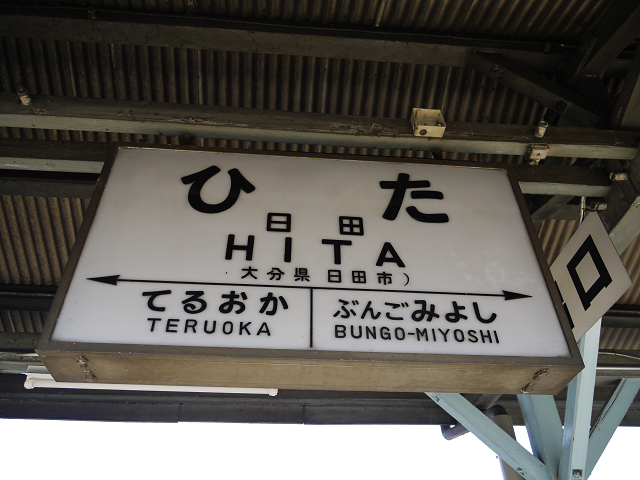 ひた
日田
HITA
(大分県 日田市)
てるおか ぶんごみよし
TERUOKA BUNGO-MIYOSHI
口